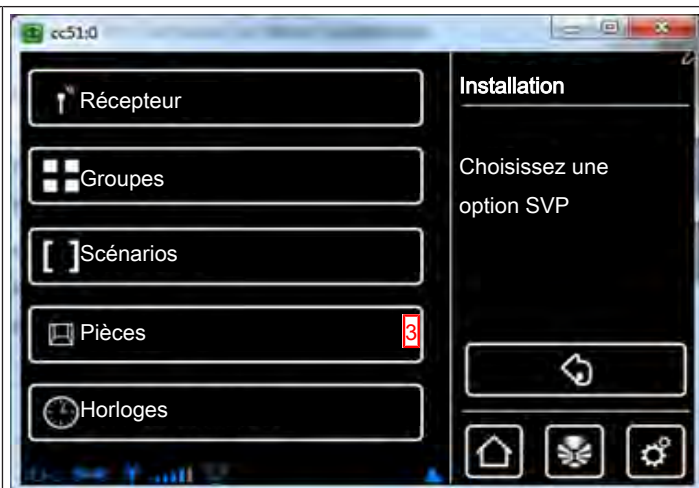 cc51:0
Récepteur
Groupes
[ ]Scénarios
Pièces 3
Horloges
Installation
Choisissez une
option SVP